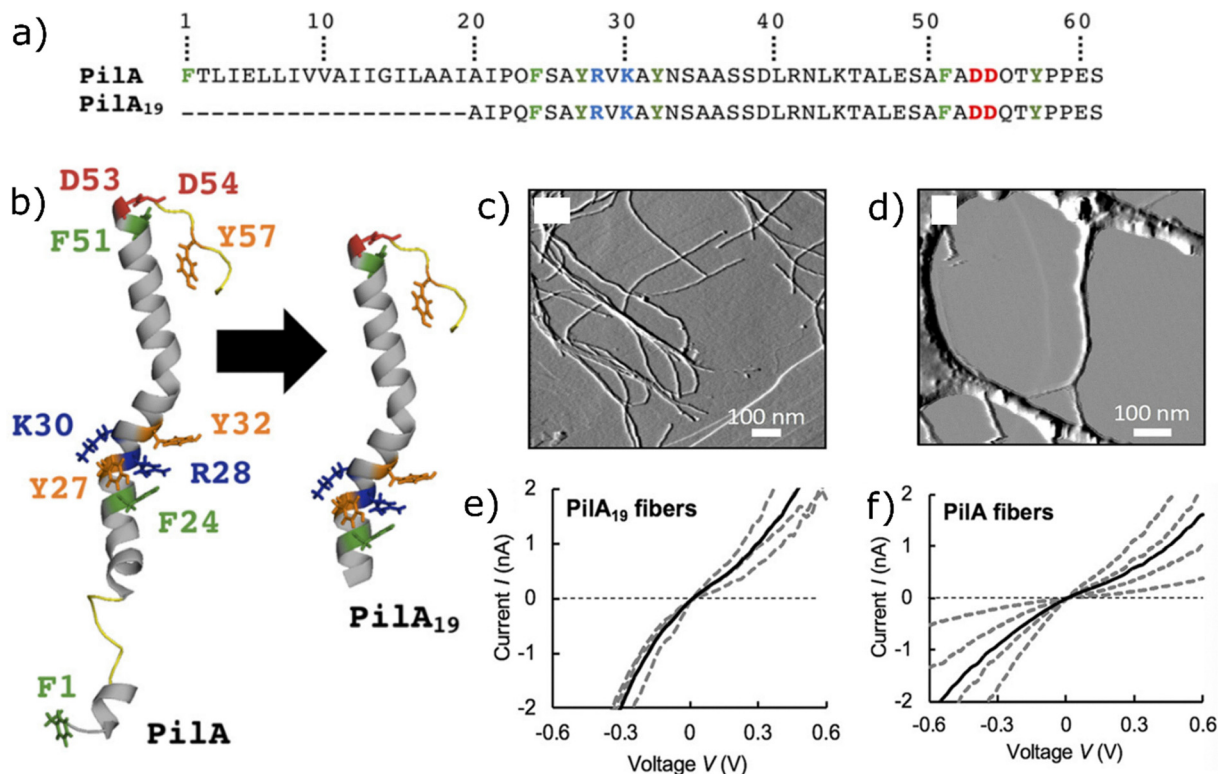 a)
1 10 20 30 40 50 60
PilA FTLIELLIVVAIIGILAAIAIPOFSAYRVKAYNSAASSDLRNLKTALESAFADDOTYPPES
PilA₁₉ -------------------AIPQFSAYRVKAYNSAASSDLRNLKTALESAFADDQTYPPES
b)
D53 D54
F51
Y57
K30
Y32
Y27
R28
F24
F1
PilA
PilA₁₉
c)
100 nm
d)
100 nm
e)
PilA₁₉ fibers
Current I (nA)
2
1
0
-1
-2
-0.6 -0.3 0 0.3 0.6
Voltage V (V)
f)
PilA fibers
Current I (nA)
2
1
0
-1
-2
-0.6 -0.3 0 0.3 0.6
Voltage V (V)